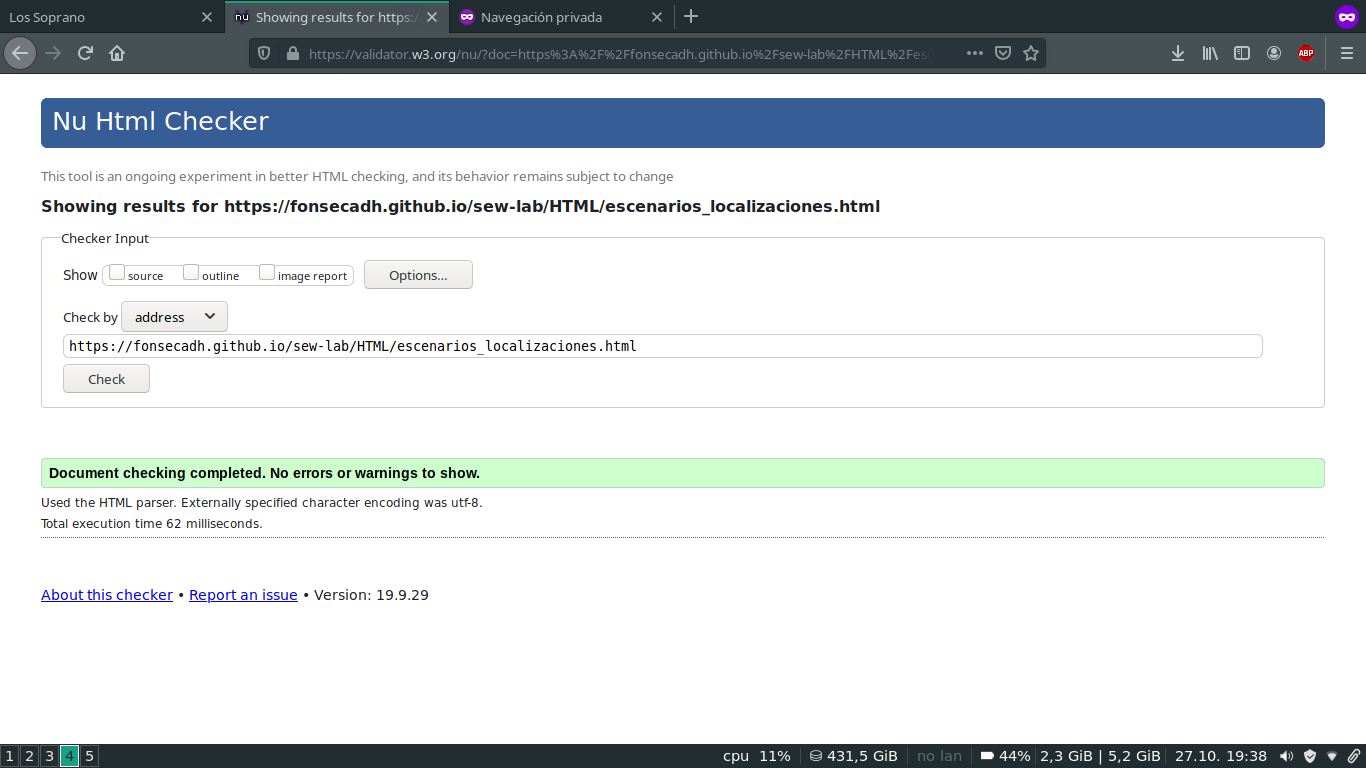 Los Soprano
nu Showing results for https:/
Navegación privada
https://validator.w3.org/nu/?doc=https%3A%2F%2Ffonsecadh.github.io%2Fsew-lab%2FHTML%2Fes
ABP
Nu Html Checker
This tool is an ongoing experiment in better HTML checking, and its behavior remains subject to change
Showing results for https://fonsecadh.github.io/sew-lab/HTML/escenarios_localizaciones.html
Checker Input
Show source outline image report Options...
Check by address
https://fonsecadh.github.io/sew-lab/HTML/escenarios_localizaciones.html
Check
Document checking completed. No errors or warnings to show.
Used the HTML parser. Externally specified character encoding was utf-8.
Total execution time 62 milliseconds.
About this checker • Report an issue • Version: 19.9.29
1 2 3 4 5 cpu 11% 431,5 GiB no lan 44% 2,3 GiB | 5,2 GiB 27.10. 19:38